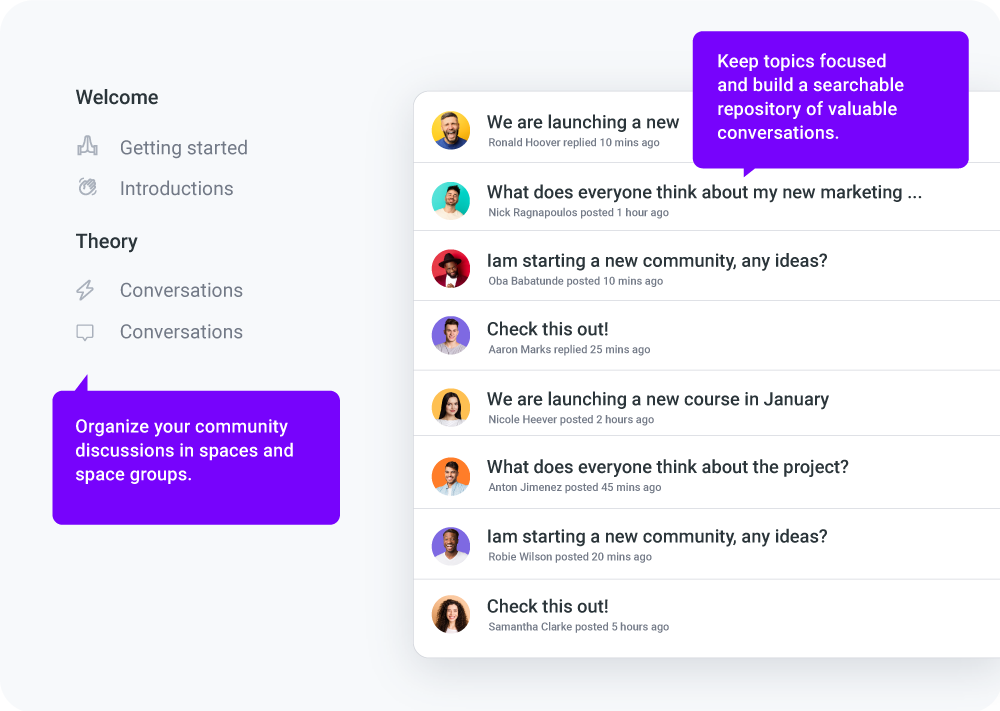 Welcome
Getting started
Introductions
Theory
Conversations
Conversations
Organize your community
discussions in spaces and
space groups.
Keep topics focused
and build a searchable
repository of valuable
conversations.
We are launching a new
Ronald Hoover replied 10 mins ago
What does everyone think about my new marketing ...
Nick Ragnapoulos posted 1 hour ago
Iam starting a new community, any ideas?
Oba Babatunde posted 10 mins ago
Check this out!
Aaron Marks replied 25 mins ago
We are launching a new course in January
Nicole Heever posted 2 hours ago
What does everyone think about the project?
Anton Jimenez posted 45 mins ago
Iam starting a new community, any ideas?
Robie Wilson posted 20 mins ago
Check this out!
Samantha Clarke posted 5 hours ago